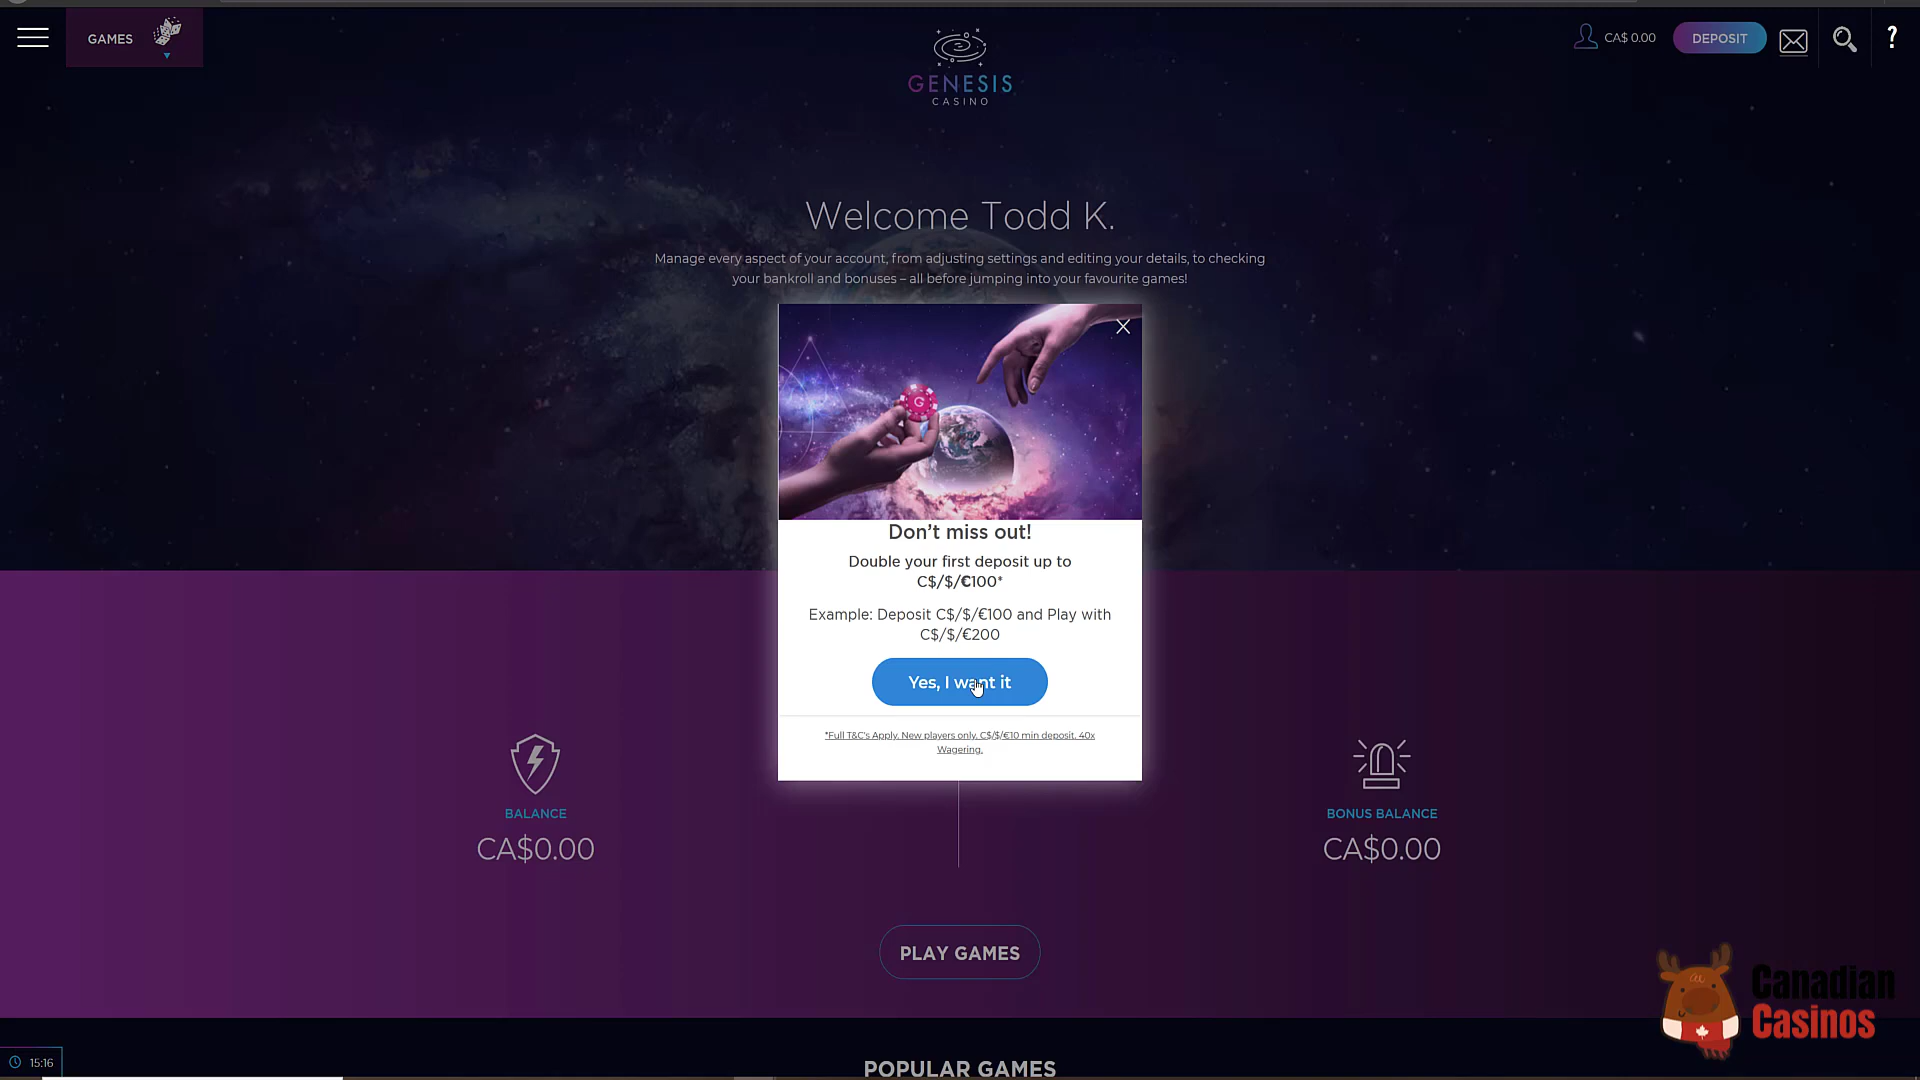 GAMES
CA$ 0.00
DEPOSIT
?
GENESIS
CASINO
Welcome Todd K.
Manage every aspect of your account, from adjusting settings and editing your details, to checking
your bankroll and bonuses – all before jumping into your favourite games!
G
Don’t miss out!
Double your first deposit up to
C$/$/€100*
Example: Deposit C$/$/€100 and Play with
C$/$/€200
Yes, I want it
*Full T&C's Apply. New players only. C$/$/€10 min deposit. 40x
Wagering.
BALANCE
CA$0.00
BONUS BALANCE
CA$0.00
PLAY GAMES
Canadian
Casinos
15:16
POPULAR GAMES